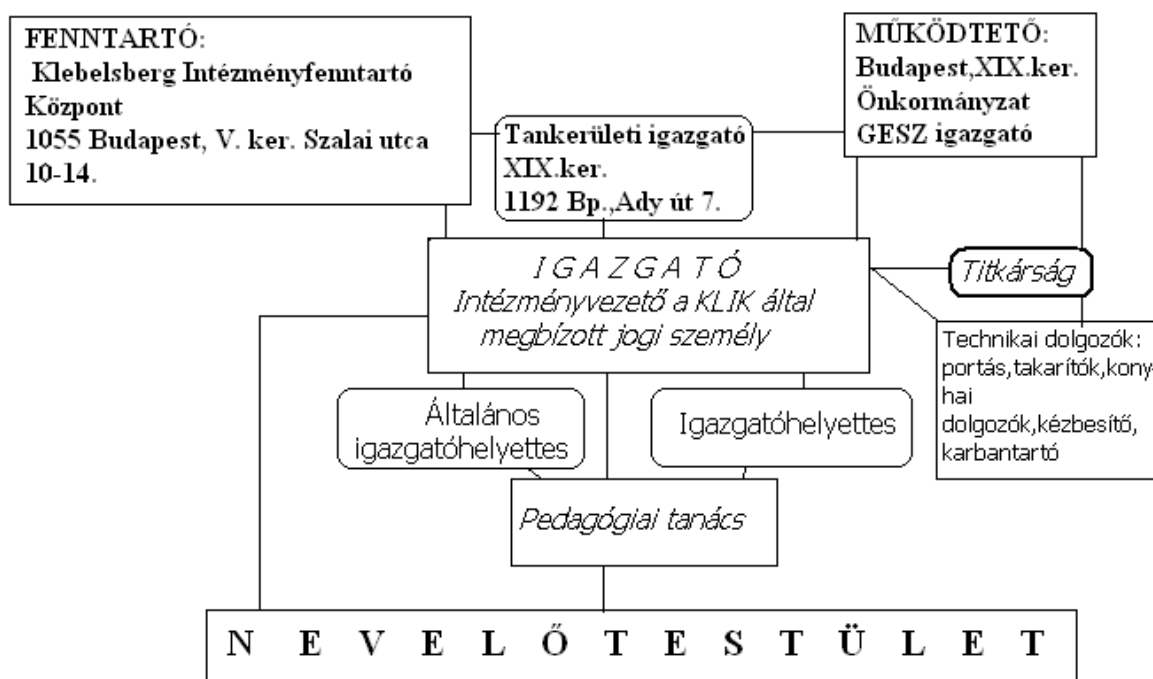 FENNTARTÓ:
Klebelsberg Intézményfenntartó
Központ
1055 Budapest, V. ker. Szalai utca
10-14.
Tankerületi igazgató
XIX.ker.
1192 Bp.,Ady út 7.
MŰKÖDTETŐ:
Budapest,XIX.ker.
Önkormányzat
GESZ igazgató
I G A Z G A T Ó
Intézményvezető a KLIK által
megbízott jogi személy
Titkárság
Technikai dolgozók:
portás,takarítók,kony-
hai
dolgozók,kézbesítő,
karbantartó
Általános
igazgatóhelyettes
Igazgatóhelyettes
Pedagógiai tanács
N E V E L Ő T E S T Ü L E T